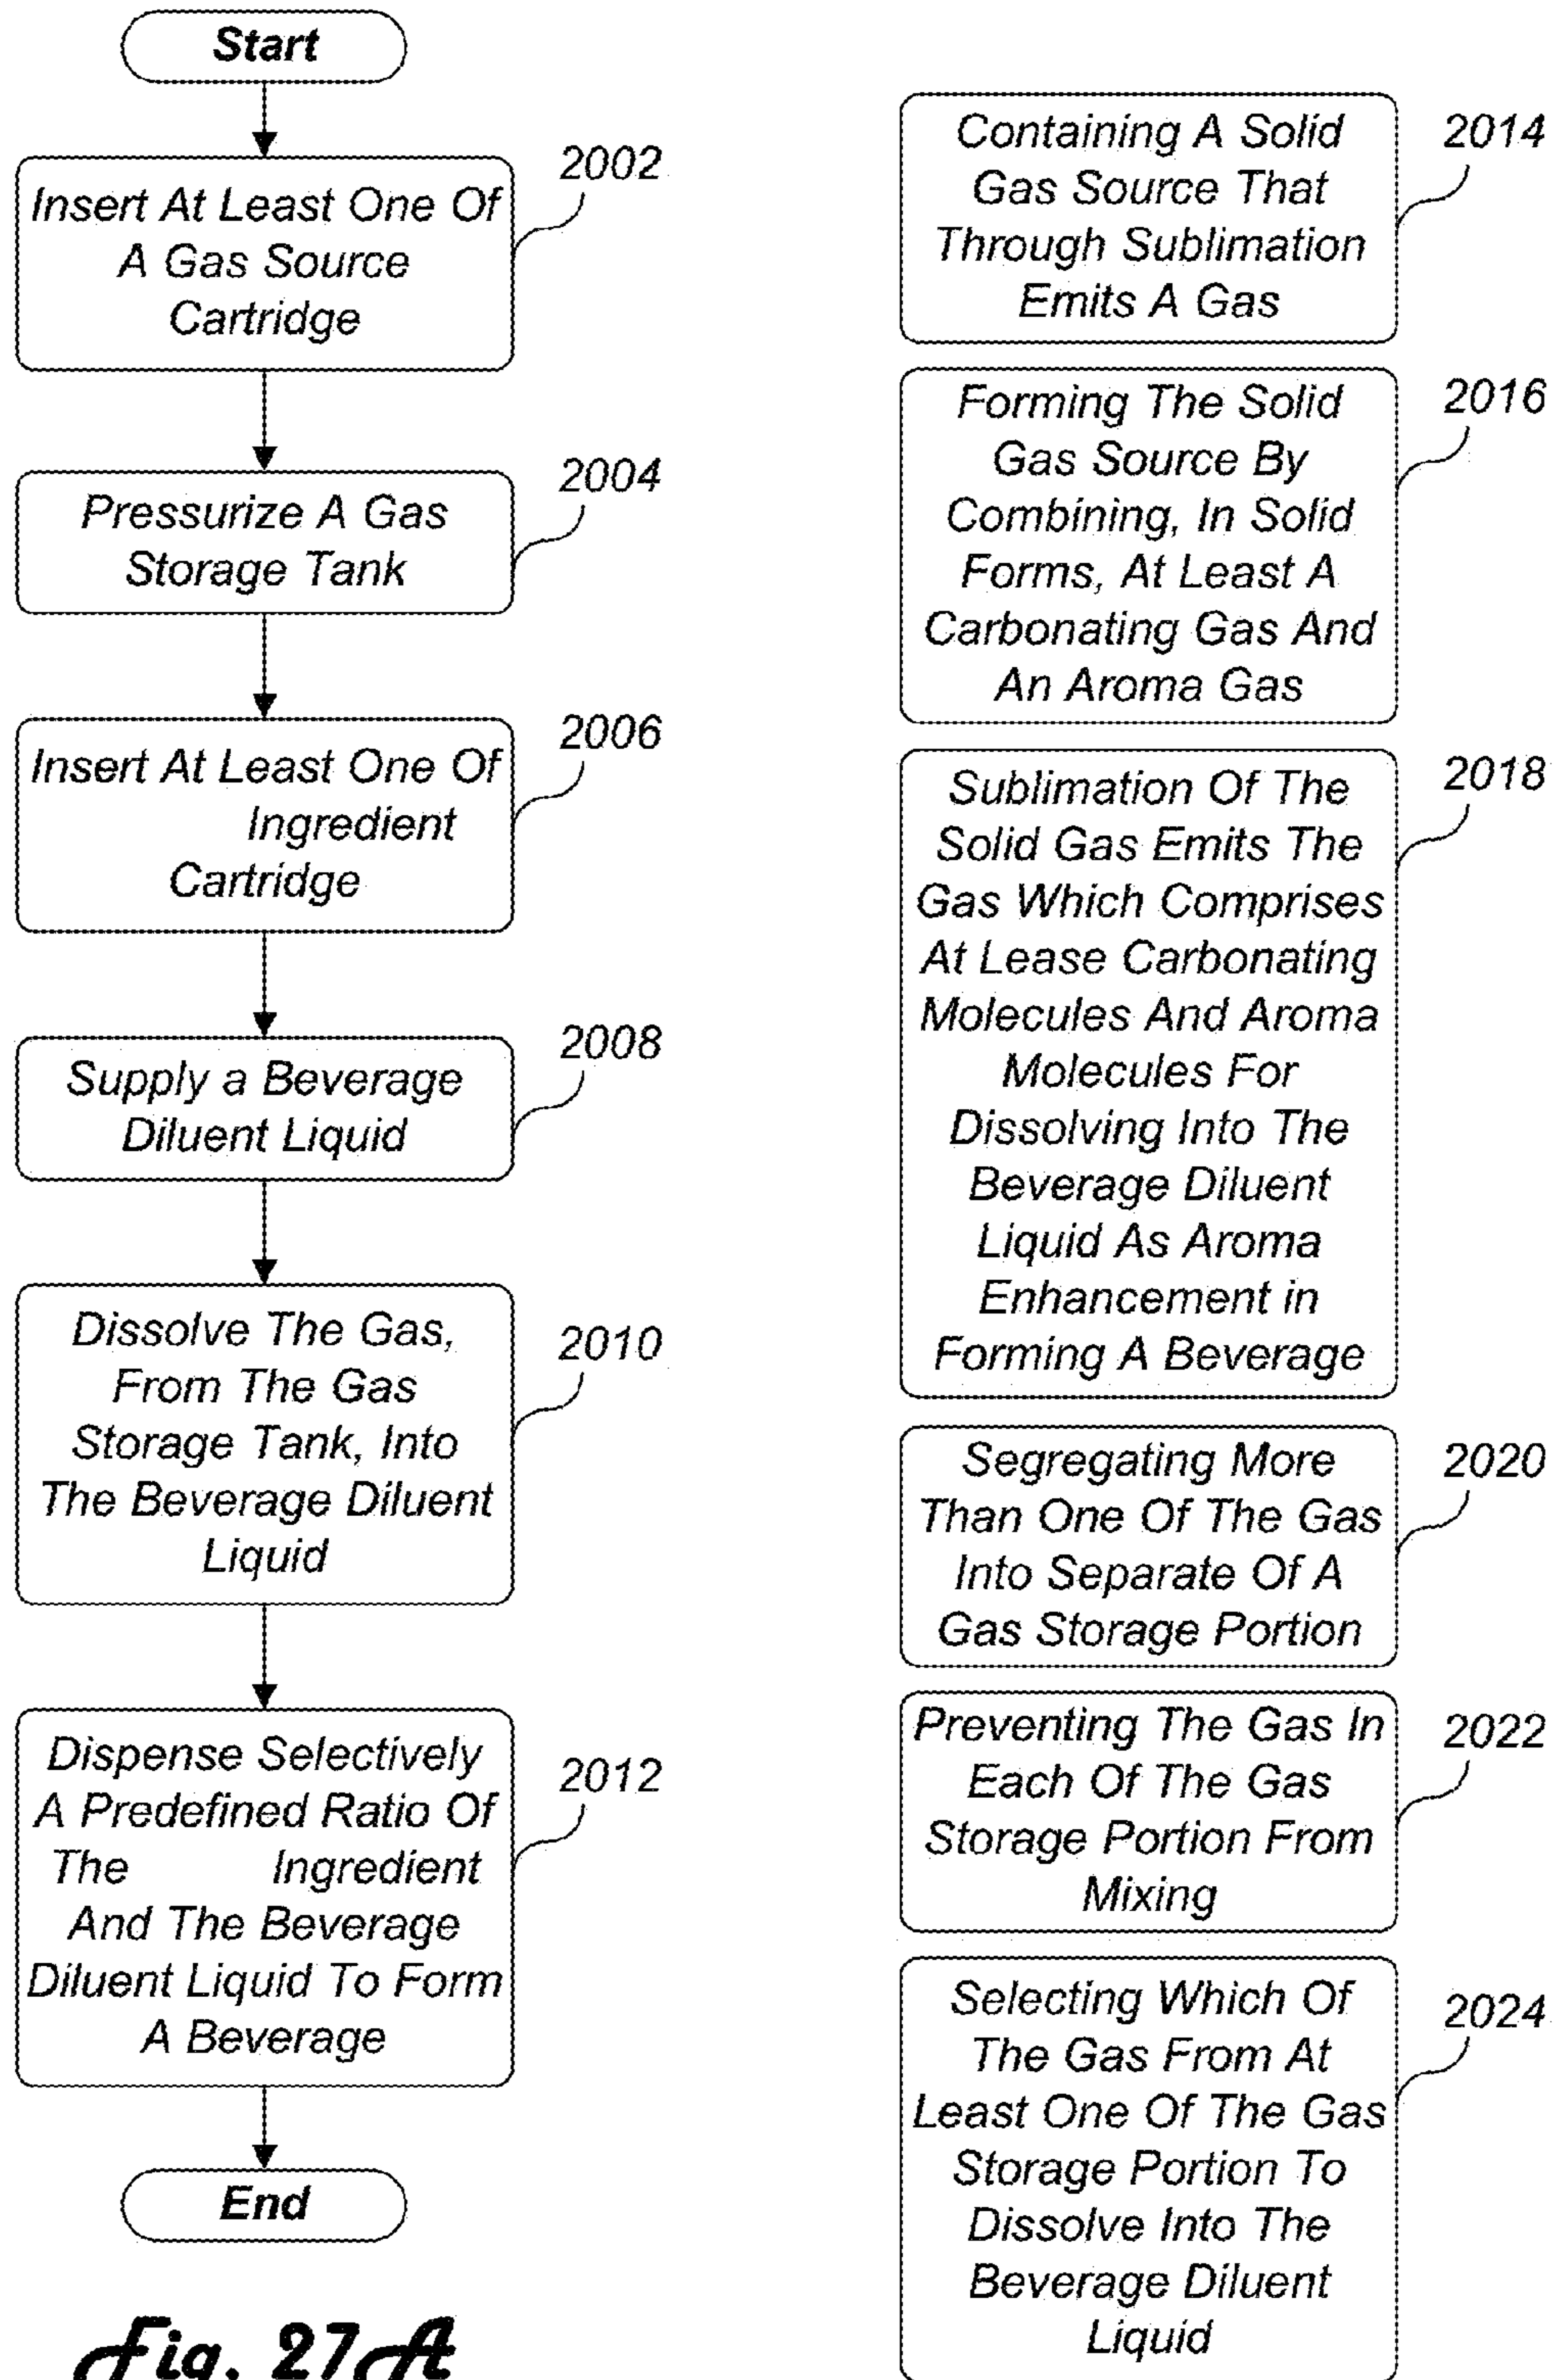 Start
Insert At Least One Of
A Gas Source
Cartridge
2002
Pressurize A Gas
Storage Tank
2004
Insert At Least One Of
Ingredient
Cartridge
2006
Supply a Beverage
Diluent Liquid
2008
Dissolve The Gas,
From The Gas
Storage Tank, Into
The Beverage Diluent
Liquid
2010
Dispense Selectively
A Predefined Ratio Of
The Ingredient
And The Beverage
Diluent Liquid To Form
A Beverage
2012
End
Fig. 27A
Containing A Solid
Gas Source That
Through Sublimation
Emits A Gas
2014
Forming The Solid
Gas Source By
Combining, In Solid
Forms, At Least A
Carbonating Gas And
An Aroma Gas
2016
Sublimation Of The
Solid Gas Emits The
Gas Which Comprises
At Lease Carbonating
Molecules And Aroma
Molecules For
Dissolving Into The
Beverage Diluent
Liquid As Aroma
Enhancement in
Forming A Beverage
2018
Segregating More
Than One Of The Gas
Into Separate Of A
Gas Storage Portion
2020
Preventing The Gas In
Each Of The Gas
Storage Portion From
Mixing
2022
Selecting Which Of
The Gas From At
Least One Of The Gas
Storage Portion To
Dissolve Into The
Beverage Diluent
Liquid
2024